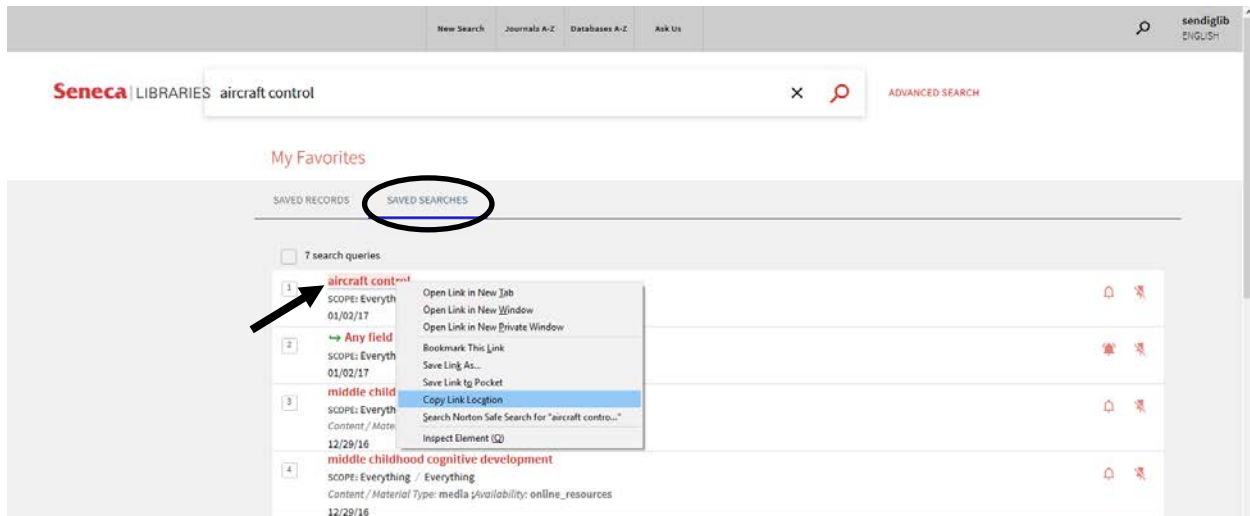 New Search Journals A-Z Databases A-Z Ask Us
sendiglib
ENGLISH
Seneca LIBRARIES aircraft control ADVANCED SEARCH
My Favorites
SAVED RECORDS SAVED SEARCHES
7 search queries
1 aircraft control
SCOPE: Everyth
01/02/17
2 Any field
SCOPE: Everyth
01/02/17
3 middle child
SCOPE: Everyth
Content / Mate
12/29/16
Open Link in New Tab
Open Link in New Window
Open Link in New Private Window
Bookmark This Link
Save Link As...
Save Link to Pocket
Copy Link Location
Search Norton Safe Search for "aircraft contro..."
Inspect Element (Q)
4 middle childhood cognitive development
SCOPE: Everything / Everything
Content / Material Type: media ;Availability: online_resources
12/29/16